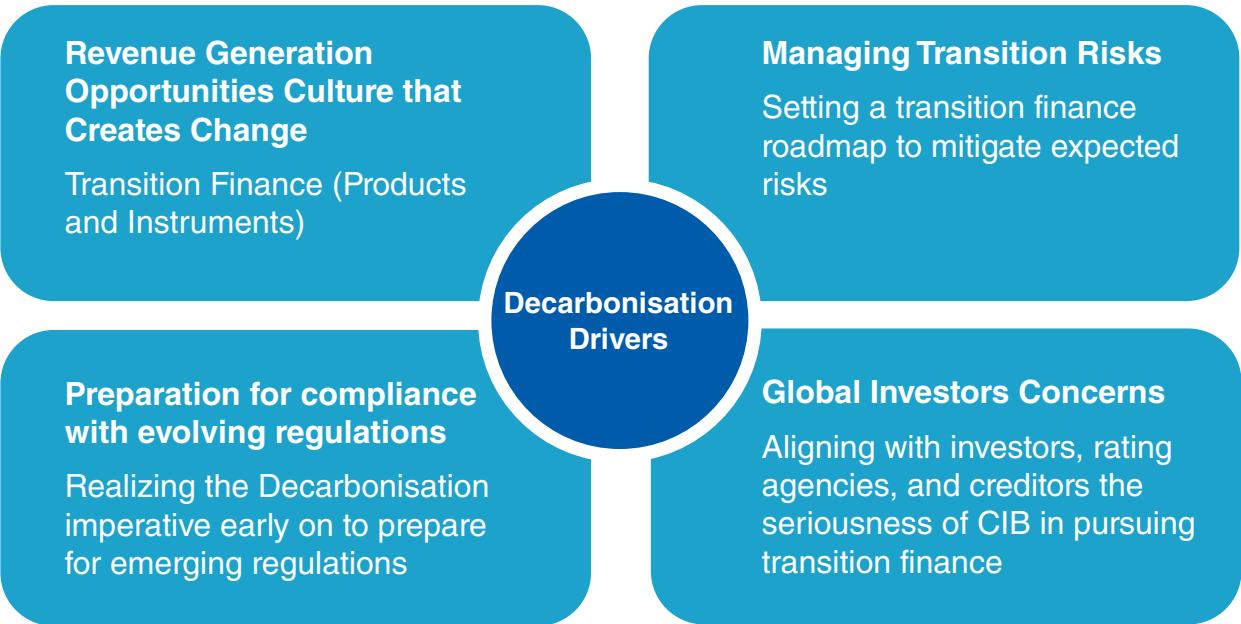 Revenue Generation
Opportunities Culture that
Creates Change
Transition Finance (Products
and Instruments)
Managing Transition Risks
Setting a transition finance
roadmap to mitigate expected
risks
Decarbonisation
Drivers
Preparation for compliance
with evolving regulations
Realizing the Decarbonisation
imperative early on to prepare
for emerging regulations
Global Investors Concerns
Aligning with investors, rating
agencies, and creditors the
seriousness of CIB in pursuing
transition finance